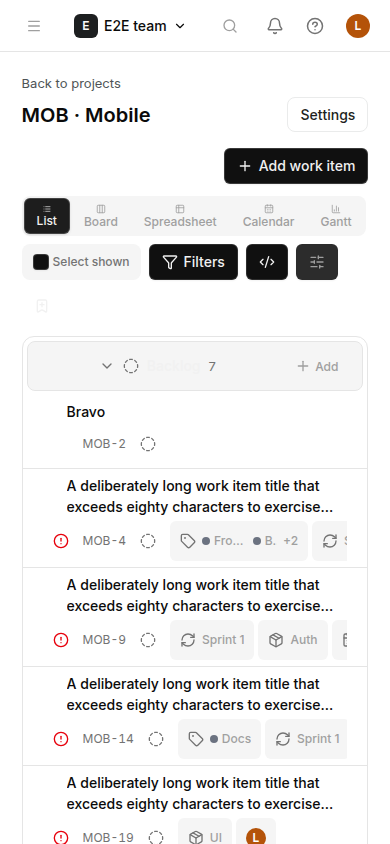 E E2E team L
Back to projects
MOB · Mobile
Settings
+ Add work item
List Board Spreadsheet Calendar Gantt
Select shown Filters
Backlog 7 + Add
Bravo
MOB-2
A deliberately long work item title that
exceeds eighty characters to exercise...
MOB-4 Fro... B. +2
A deliberately long work item title that
exceeds eighty characters to exercise...
MOB-9 Sprint 1 Auth
A deliberately long work item title that
exceeds eighty characters to exercise...
MOB-14 Docs Sprint 1
A deliberately long work item title that
exceeds eighty characters to exercise...
MOB-19 UI L